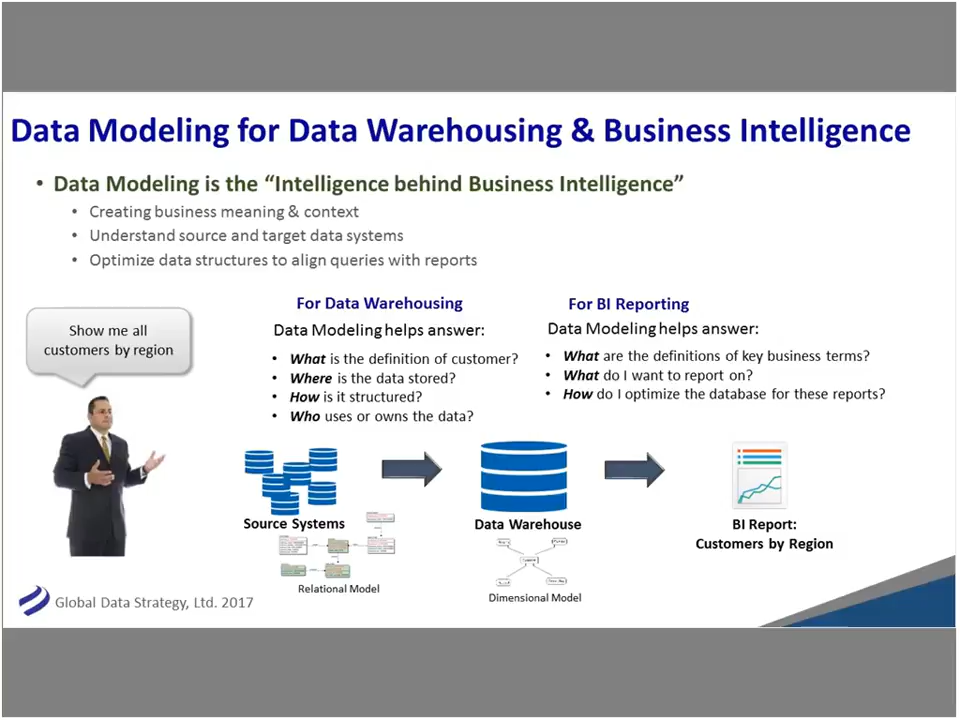 Data Modeling for Data Warehousing & Business Intelligence
• Data Modeling is the “Intelligence behind Business Intelligence”
• Creating business meaning & context
• Understand source and target data systems
• Optimize data structures to align queries with reports
Show me all
customers by region
For Data Warehousing
Data Modeling helps answer:
• What is the definition of customer?
• Where is the data stored?
• How is it structured?
• Who uses or owns the data?
For BI Reporting
Data Modeling helps answer:
• What are the definitions of key business terms?
• What do I want to report on?
• How do I optimize the database for these reports?
Source Systems
Relational Model
Data Warehouse
Dimensional Model
BI Report:
Customers by Region
Global Data Strategy, Ltd. 2017